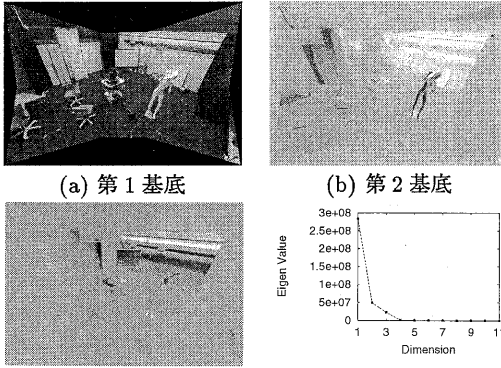 (a) 第1基底
(b) 第2基底
3e+08
2.5e+08
2e+08
1.5e+08
1e+08
5e+07
0
Eigen Value
1 3 5 7 9 11
Dimension